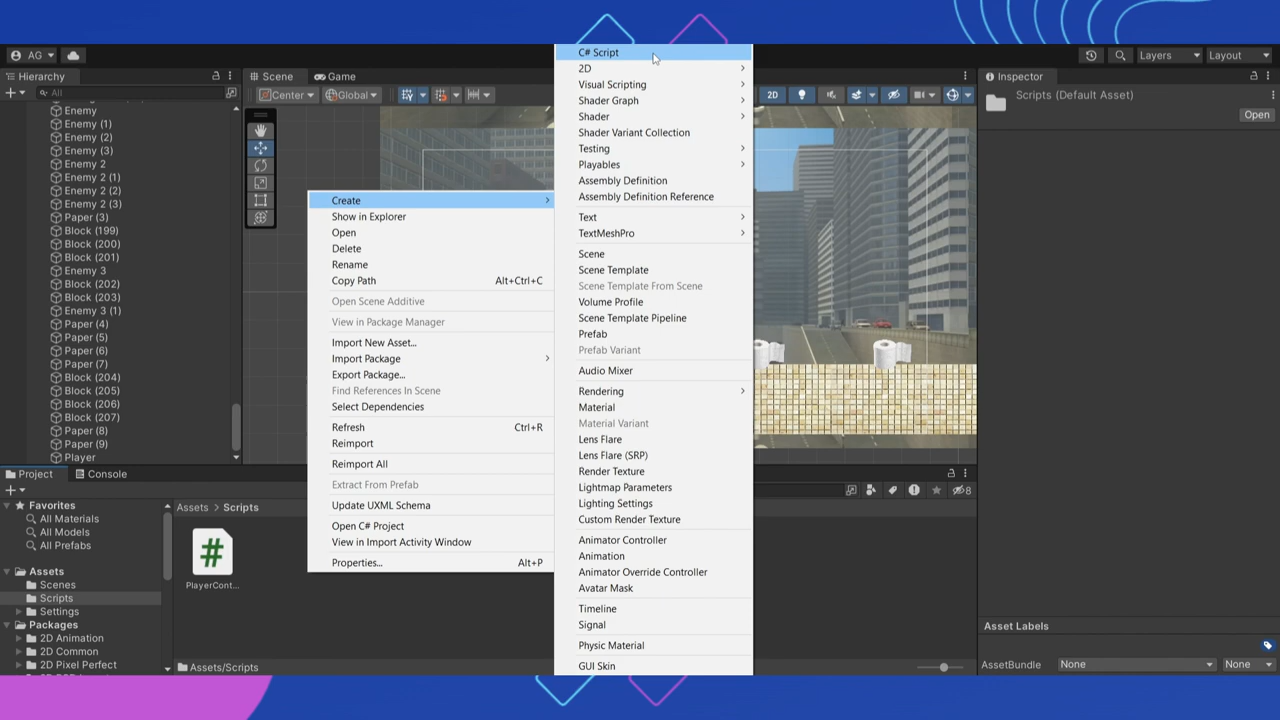 AG
Layers
Layout
Hierarchy
All
Enemy
Enemy (1)
Enemy (2)
Enemy (3)
Enemy 2
Enemy 2 (1)
Enemy 2 (2)
Enemy 2 (3)
Paper (3)
Block (199)
Block (200)
Block (201)
Enemy 3
Block (202)
Block (203)
Enemy 3 (1)
Paper (4)
Paper (5)
Paper (6)
Paper (7)
Block (204)
Block (205)
Block (206)
Block (207)
Paper (8)
Paper (9)
Player
Scene
Game
Center
Global
2D
Create
Show in Explorer
Open
Delete
Rename
Copy Path Alt+Ctrl+C
Open Scene Additive
View in Package Manager
Import New Asset...
Import Package
Export Package...
Find References In Scene
Select Dependencies
Refresh Ctrl+R
Reimport
Reimport All
Extract From Prefab
Update UXML Schema
Open C# Project
View in Import Activity Window
Properties... Alt+P
C# Script
2D
Visual Scripting
Shader Graph
Shader
Shader Variant Collection
Testing
Playables
Assembly Definition
Assembly Definition Reference
Text
TextMeshPro
Scene
Scene Template
Scene Template From Scene
Volume Profile
Scene Template Pipeline
Prefab
Prefab Variant
Audio Mixer
Rendering
Material
Material Variant
Lens Flare
Lens Flare (SRP)
Render Texture
Lightmap Parameters
Lighting Settings
Custom Render Texture
Animator Controller
Animation
Animator Override Controller
Avatar Mask
Timeline
Signal
Physic Material
GUI Skin
Inspector
Scripts (Default Asset)
Open
Asset Labels
AssetBundle None None
Project
Console
8
Favorites
All Materials
All Models
All Prefabs
Assets
Scenes
Scripts
Settings
Packages
2D Animation
2D Common
2D Pixel Perfect
Assets > Scripts
#
PlayerCont...
Assets/Scripts